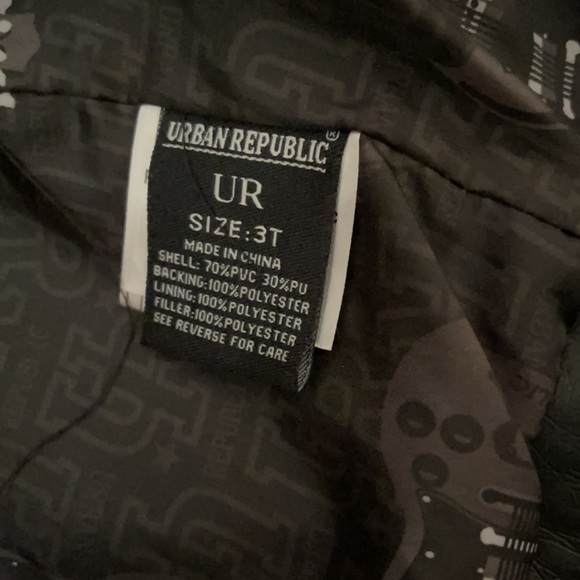 URBAN REPUBLIC®
UR
SIZE:3T
MADE IN CHINA
SHELL: 70%PVC 30%PU
BACKING:100%POLYESTER
LINING:100%POLYESTER
FILLER:100%POLYESTER
SEE REVERSE FOR CARE